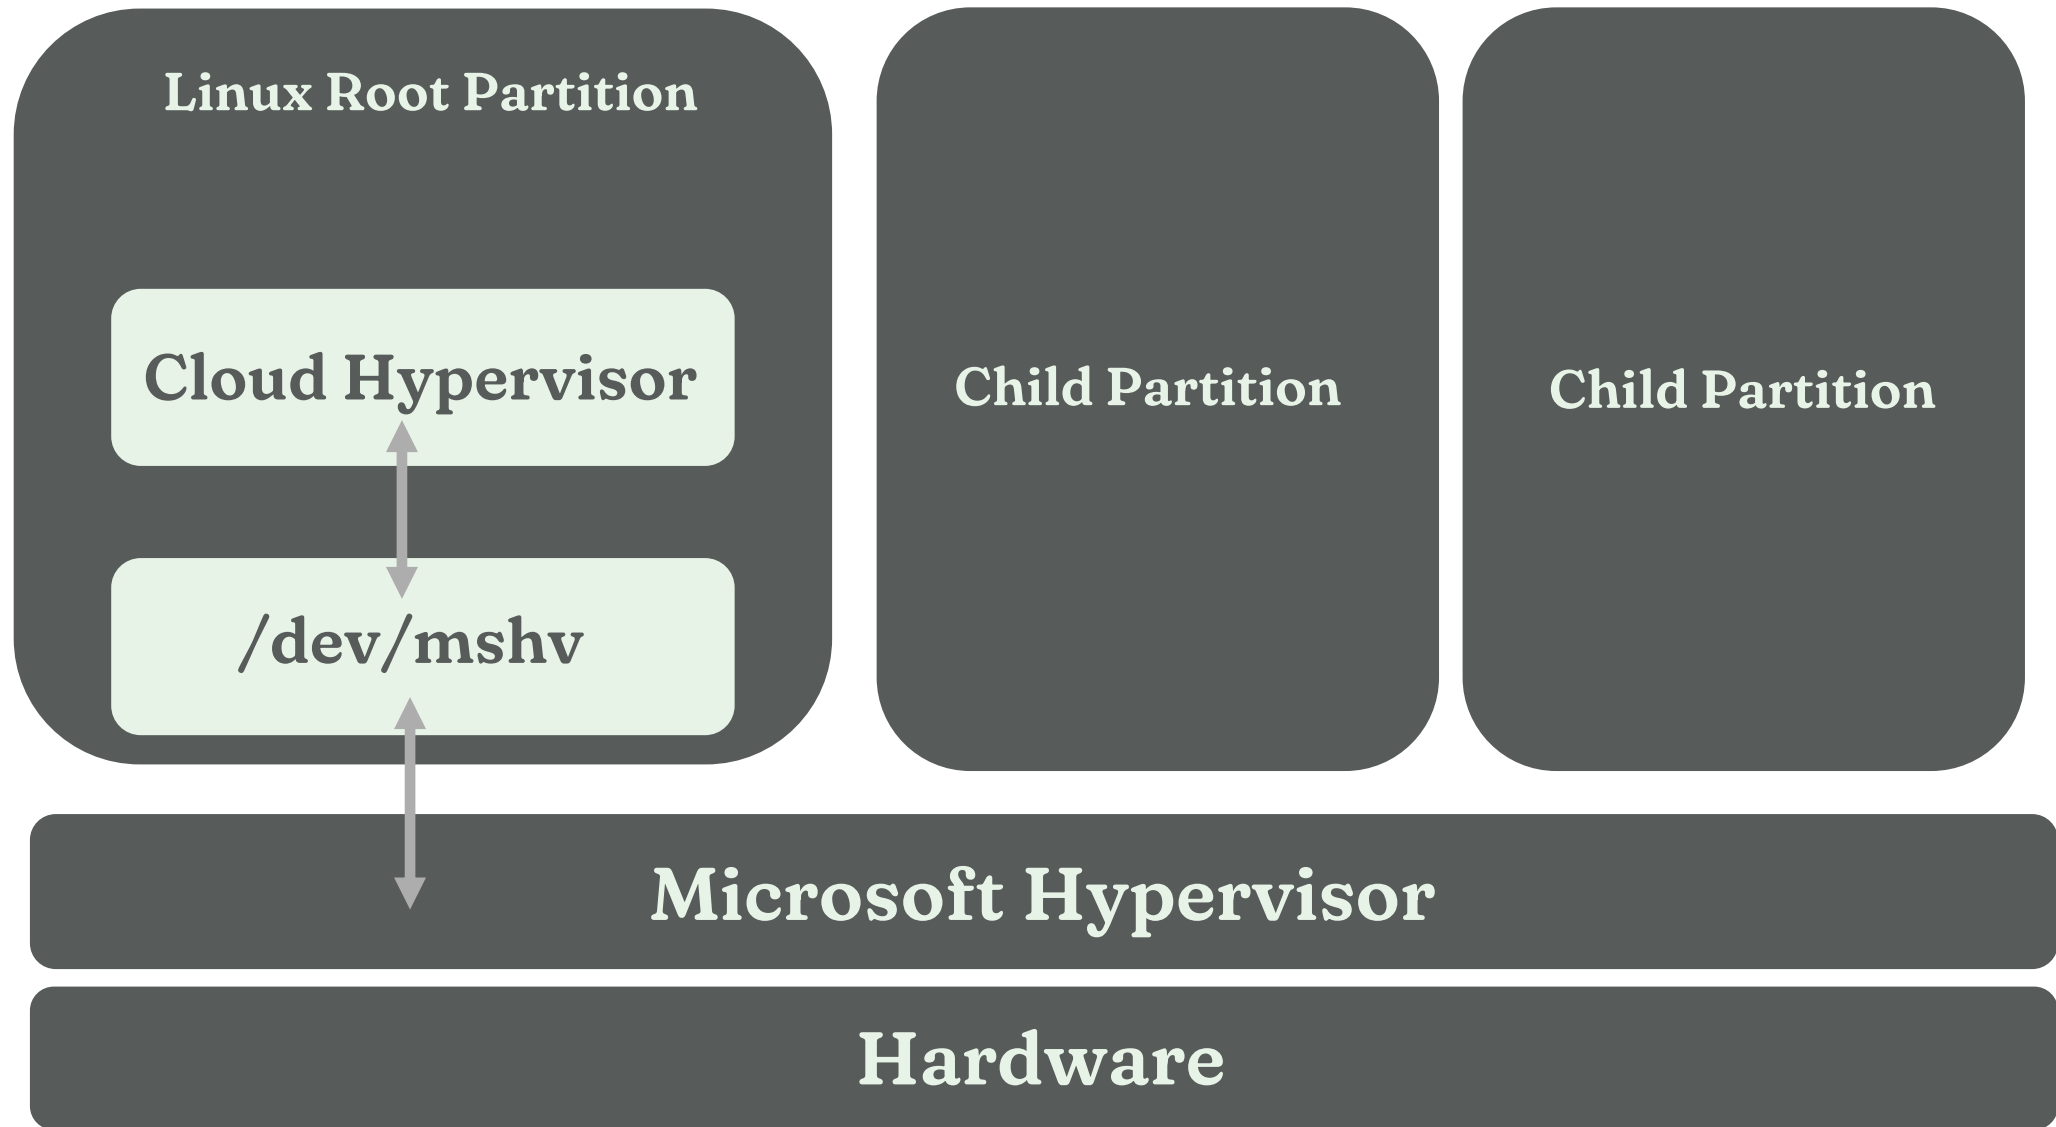 Linux Root Partition
Cloud Hypervisor
/dev/mshv
Child Partition
Child Partition
Microsoft Hypervisor
Hardware